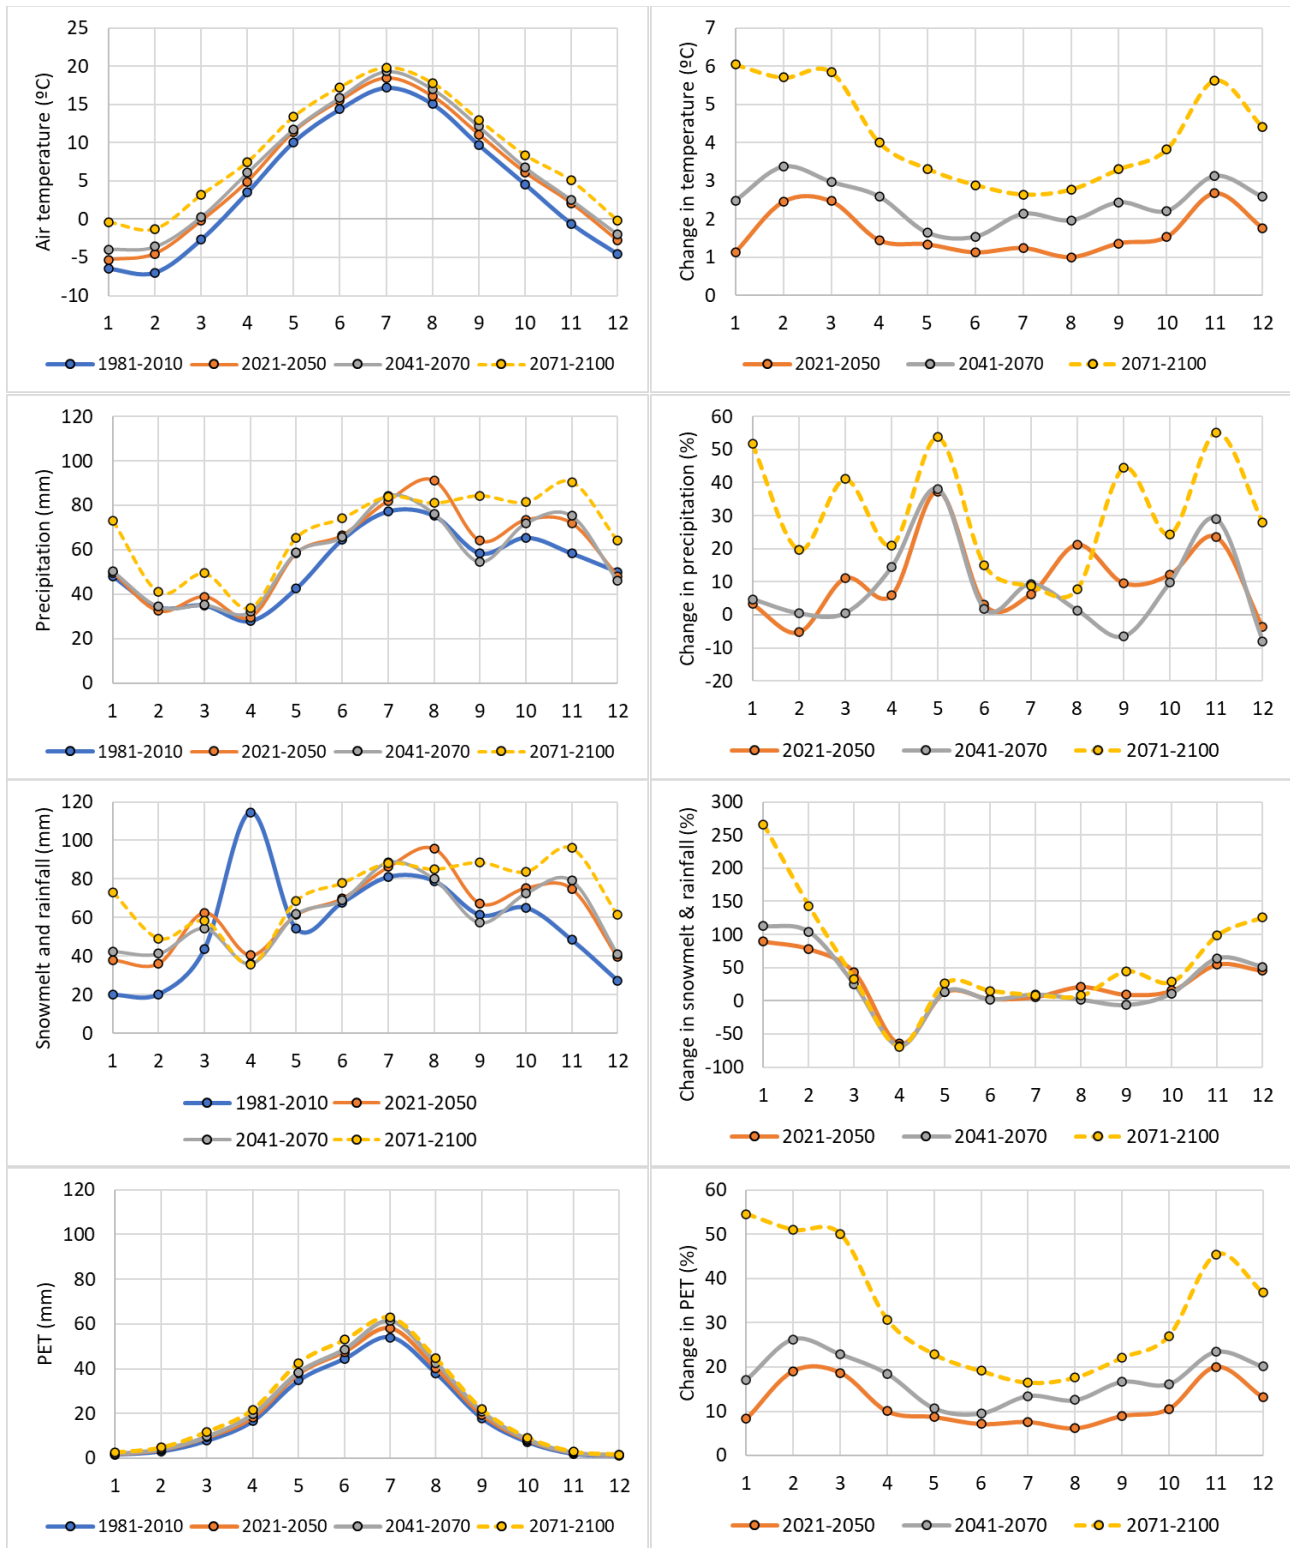 Air temperature (ºC)
25
20
15
10
5
0
-5
-10
1 2 3 4 5 6 7 8 9 10 11 12
1981-2010 2021-2050 2041-2070 2071-2100
Change in temperature (ºC)
7
6
5
4
3
2
1
0
1 2 3 4 5 6 7 8 9 10 11 12
2021-2050 2041-2070 2071-2100
Precipitation (mm)
120
100
80
60
40
20
0
1 2 3 4 5 6 7 8 9 10 11 12
1981-2010 2021-2050 2041-2070 2071-2100
Change in precipitation (%)
60
50
40
30
20
10
0
-10
-20
1 2 3 4 5 6 7 8 9 10 11 12
2021-2050 2041-2070 2071-2100
Snowmelt and rainfall (mm)
120
100
80
60
40
20
0
1 2 3 4 5 6 7 8 9 10 11 12
1981-2010 2021-2050
2041-2070 2071-2100
Change in snowmelt & rainfall (%)
300
250
200
150
100
50
0
-50
-100
1 2 3 4 5 6 7 8 9 10 11 12
2021-2050 2041-2070 2071-2100
PET (mm)
120
100
80
60
40
20
0
1 2 3 4 5 6 7 8 9 10 11 12
1981-2010 2021-2050 2041-2070 2071-2100
Change in PET (%)
60
50
40
30
20
10
0
1 2 3 4 5 6 7 8 9 10 11 12
2021-2050 2041-2070 2071-2100